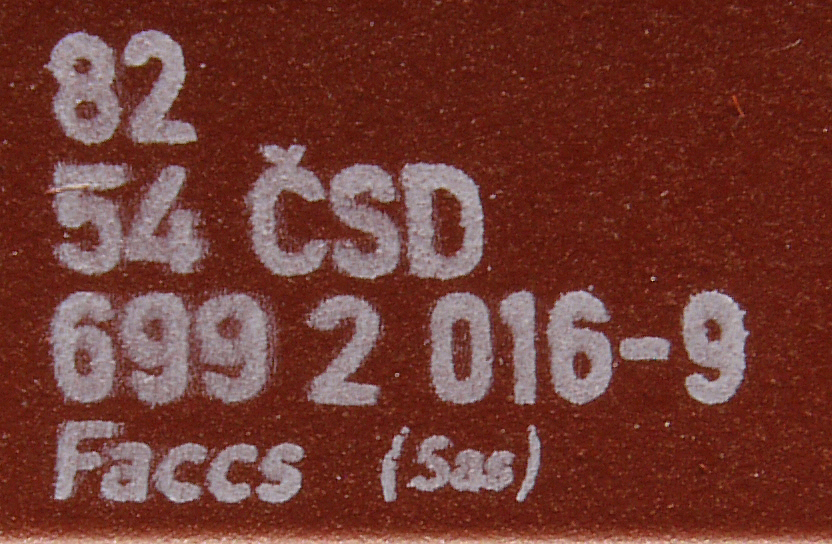 82
54 ČSD
699 2 016-9
Faccs (Sas)